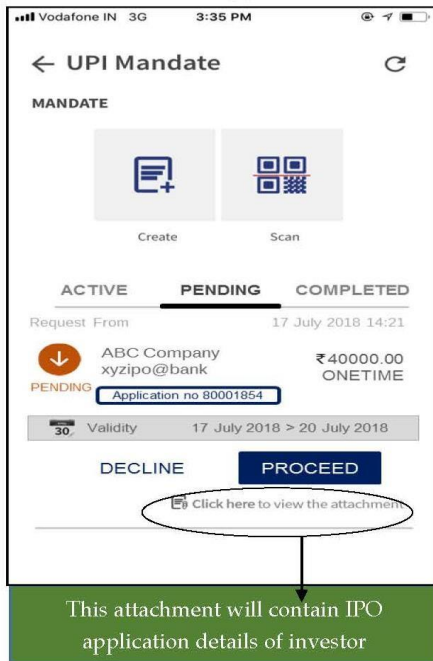 Vodafone IN 3G 3:35 PM
← UPI Mandate
MANDATE
Create Scan
ACTIVE PENDING COMPLETED
Request From 17 July 2018 14:21
ABC Company ₹40000.00
xyzipo@bank ONETIME
PENDING
Application no 80001854
30 Validity 17 July 2018 > 20 July 2018
DECLINE PROCEED
Click here to view the attachment
This attachment will contain IPO
application details of investor